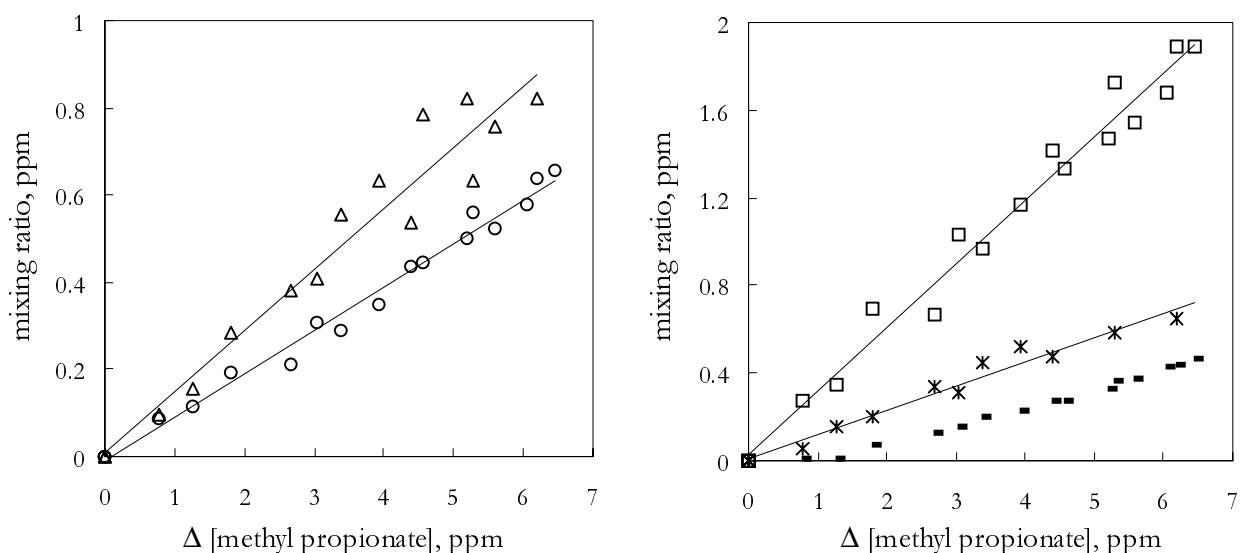 1
0.8
0.6
0.4
0.2
0
mixing ratio, ppm
0 1 2 3 4 5 6 7
Δ [methyl propionate], ppm
2
1.6
1.2
0.8
0.4
0
mixing ratio, ppm
0 1 2 3 4 5 6 7
Δ [methyl propionate], ppm